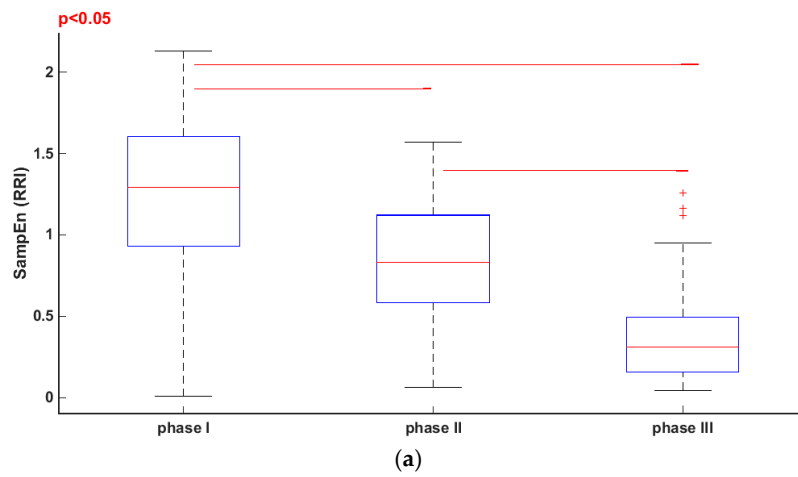 p<0.05
SampEn (RRI)
2
1.5
1
0.5
0
phase I phase II phase III
(a)